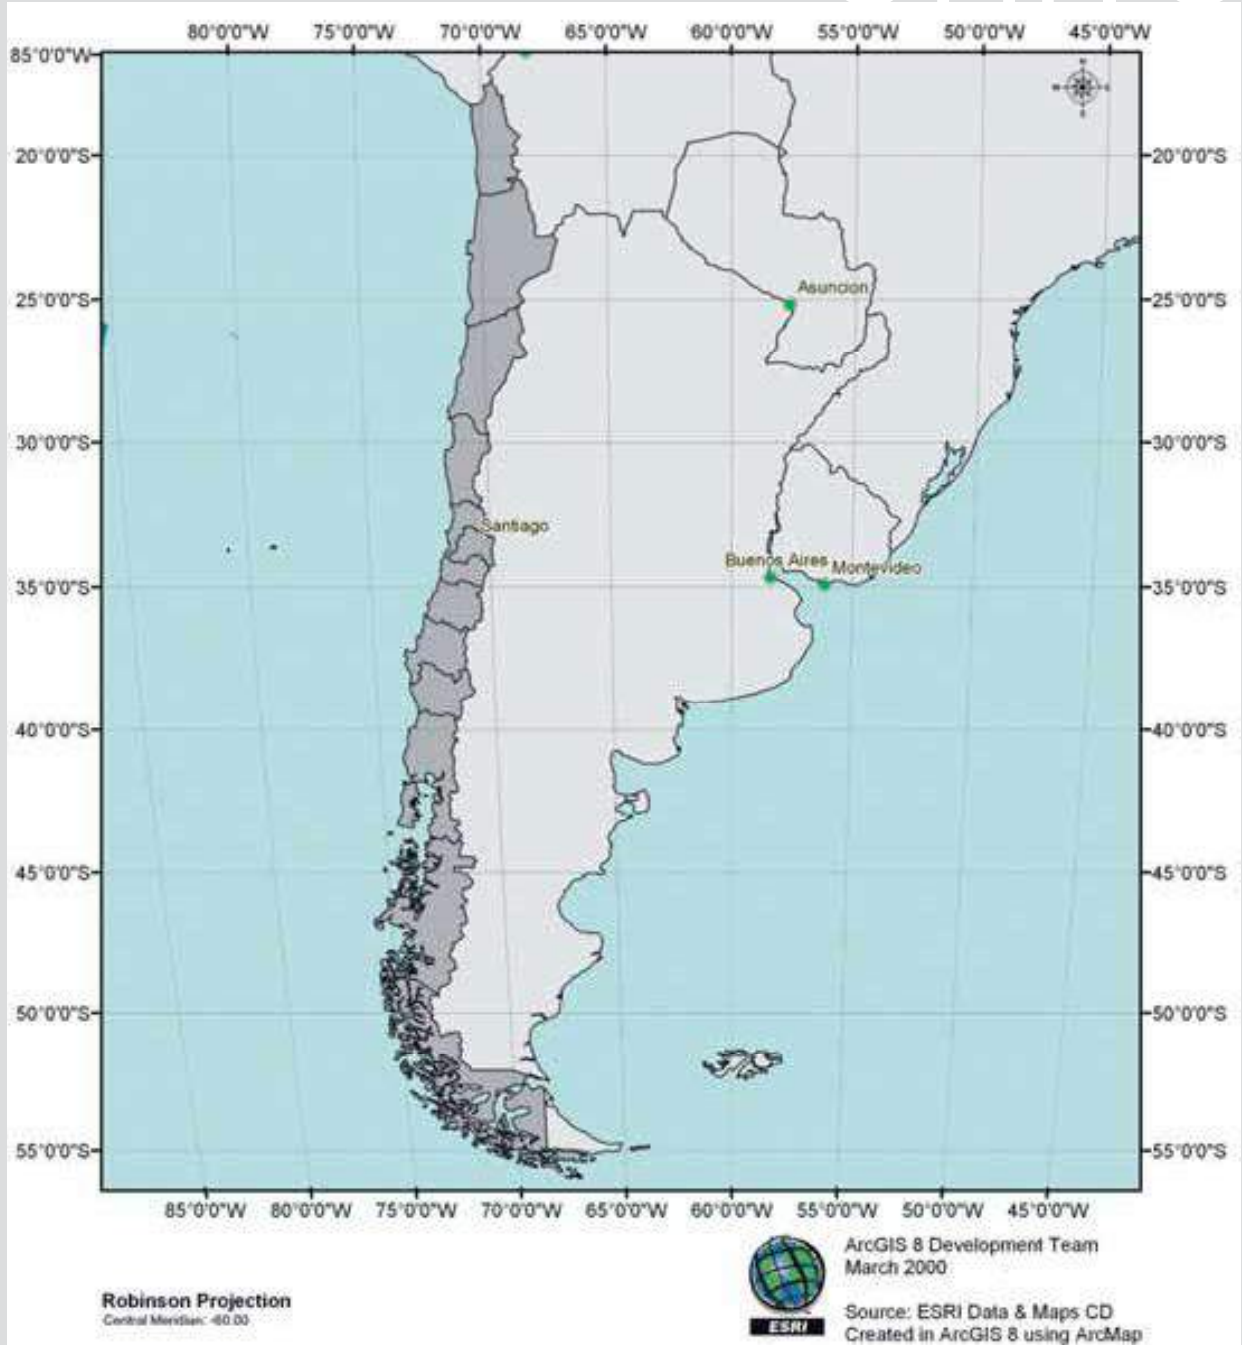 80°0'0"W 75°0'0"W 70°0'0"W 65°0'0"W 60°0'0"W 55°0'0"W 50°0'0"W 45°0'0"W
85°0'0"W
N
W E
S
20°0'0"S 20°0'0"S
Asuncion
25°0'0"S 25°0'0"S
30°0'0"S 30°0'0"S
Santiago
Buenos Aires Montevideo
35°0'0"S 35°0'0"S
40°0'0"S 40°0'0"S
45°0'0"S 45°0'0"S
50°0'0"S 50°0'0"S
55°0'0"S 55°0'0"S
85°0'0"W 80°0'0"W 75°0'0"W 70°0'0"W 65°0'0"W 60°0'0"W 55°0'0"W 50°0'0"W 45°0'0"W
ArcGIS 8 Development Team
March 2000
Robinson Projection
Central Meridian: -60.00
ESRI
Source: ESRI Data & Maps CD
Created in ArcGIS 8 using ArcMap